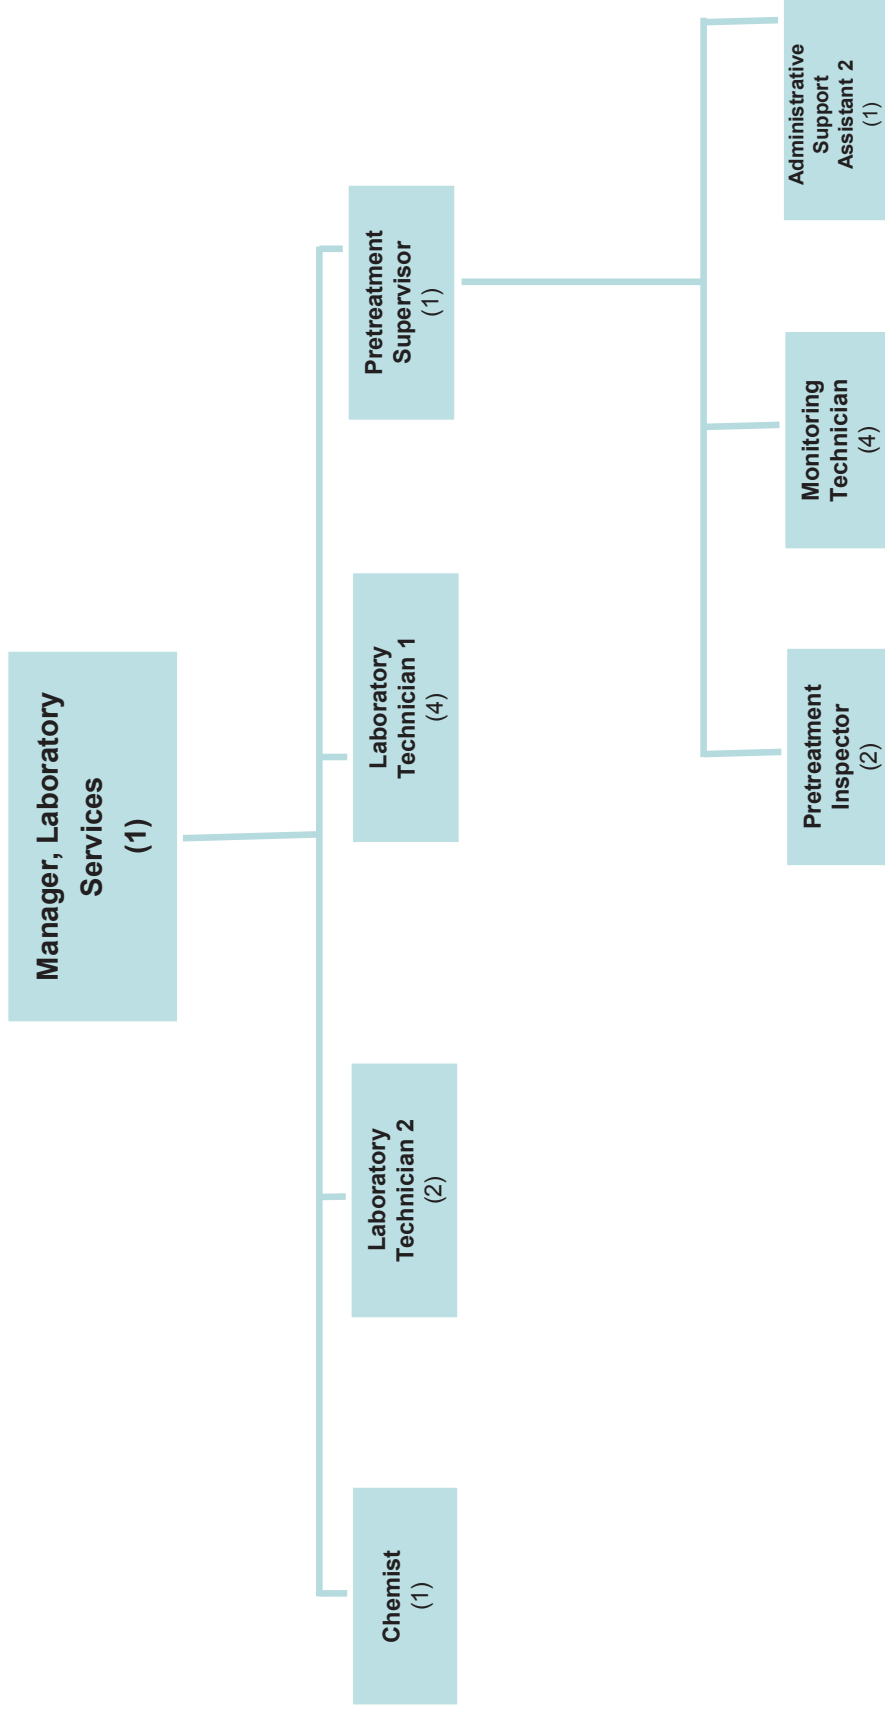 Manager, Laboratory
Services
(1)
Chemist
(1)
Laboratory
Technician 2
(2)
Laboratory
Technician 1
(4)
Pretreatment
Supervisor
(1)
Pretreatment
Inspector
(2)
Monitoring
Technician
(4)
Administrative
Support
Assistant 2
(1)